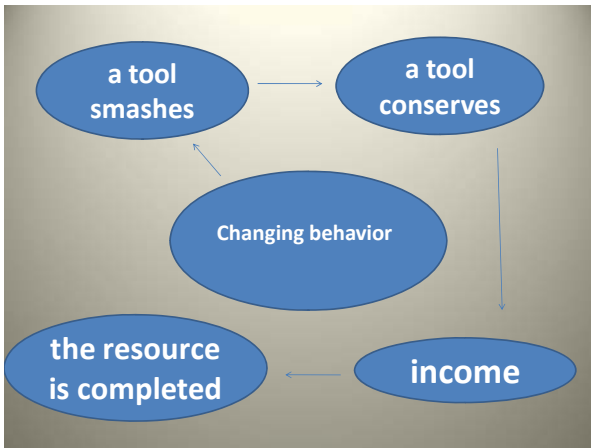 a tool
smashes
a tool
conserves
Changing behavior
the resource
is completed
income